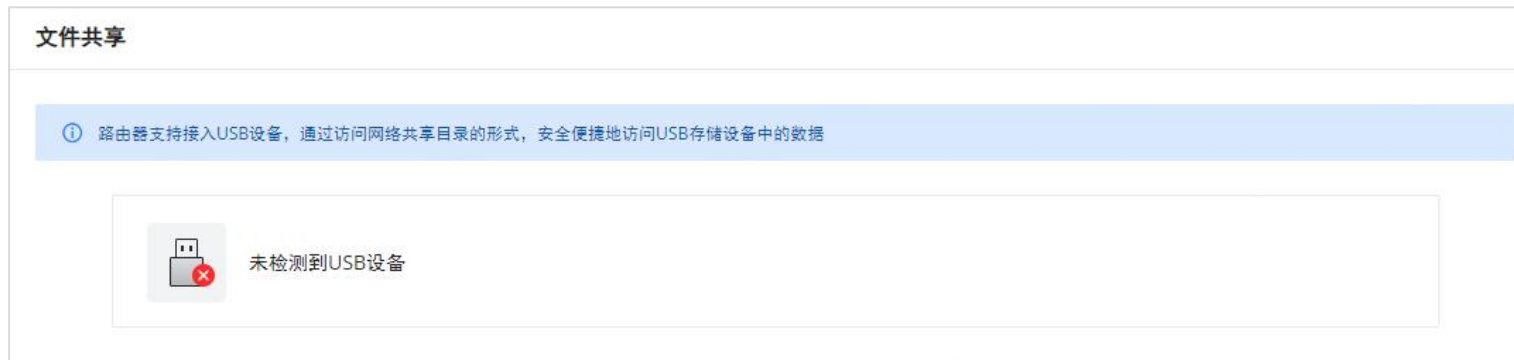 文件共享
路由器支持接入USB设备，通过访问网络共享目录的形式，安全便捷地访问USB存储设备中的数据
未检测到USB设备